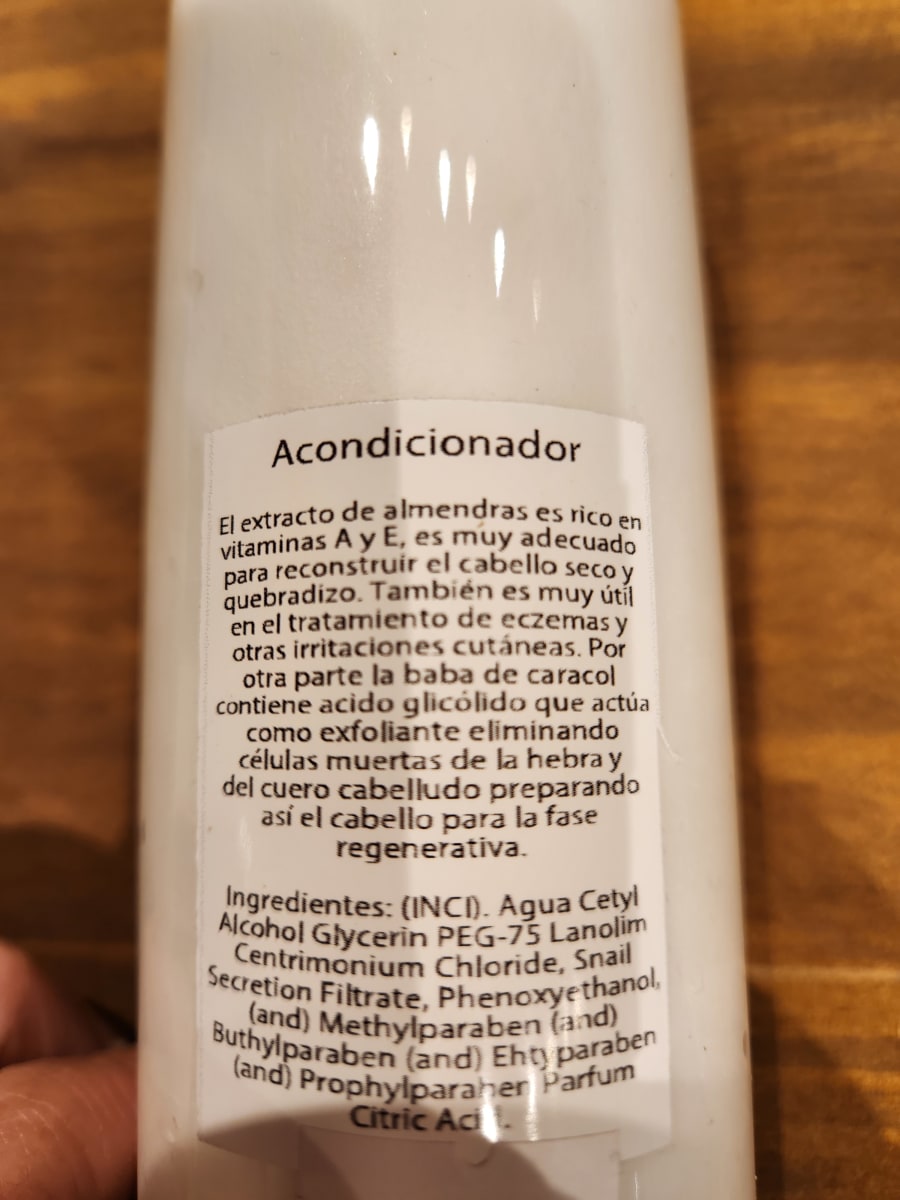 Acondicionador
El extracto de almendras es rico en
vitaminas A y E, es muy adecuado
para reconstruir el cabello seco y
quebradizo. También es muy útil
en el tratamiento de eczemas y
otras irritaciones cutáneas. Por
otra parte la baba de caracol
contiene acido glicólido que actúa
como exfoliante eliminando
células muertas de la hebra y
del cuero cabelludo preparando
así el cabello para la fase
regenerativa.
Ingredientes: (INCI). Agua Cetyl
Alcohol Glycerin PEG-75 Lanolim
Centrimonium Chloride, Snail
Secretion Filtrate, Phenoxyethanol,
(and) Methylparaben (and)
Buthylparaben (and) Ehtyparaben
(and) Prophylparaben Parfum
Citric Acid.